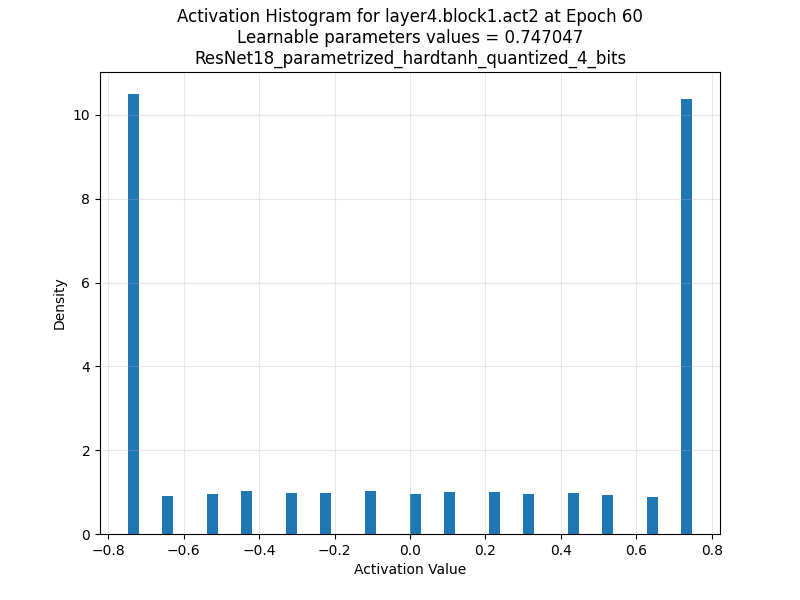 Activation Histogram for layer4.block1.act2 at Epoch 60
Learnable parameters values = 0.747047
ResNet18_parametrized_hardtanh_quantized_4_bits
10
8
6
4
2
0
Density
−0.8 −0.6 −0.4 −0.2 0.0 0.2 0.4 0.6 0.8
Activation Value